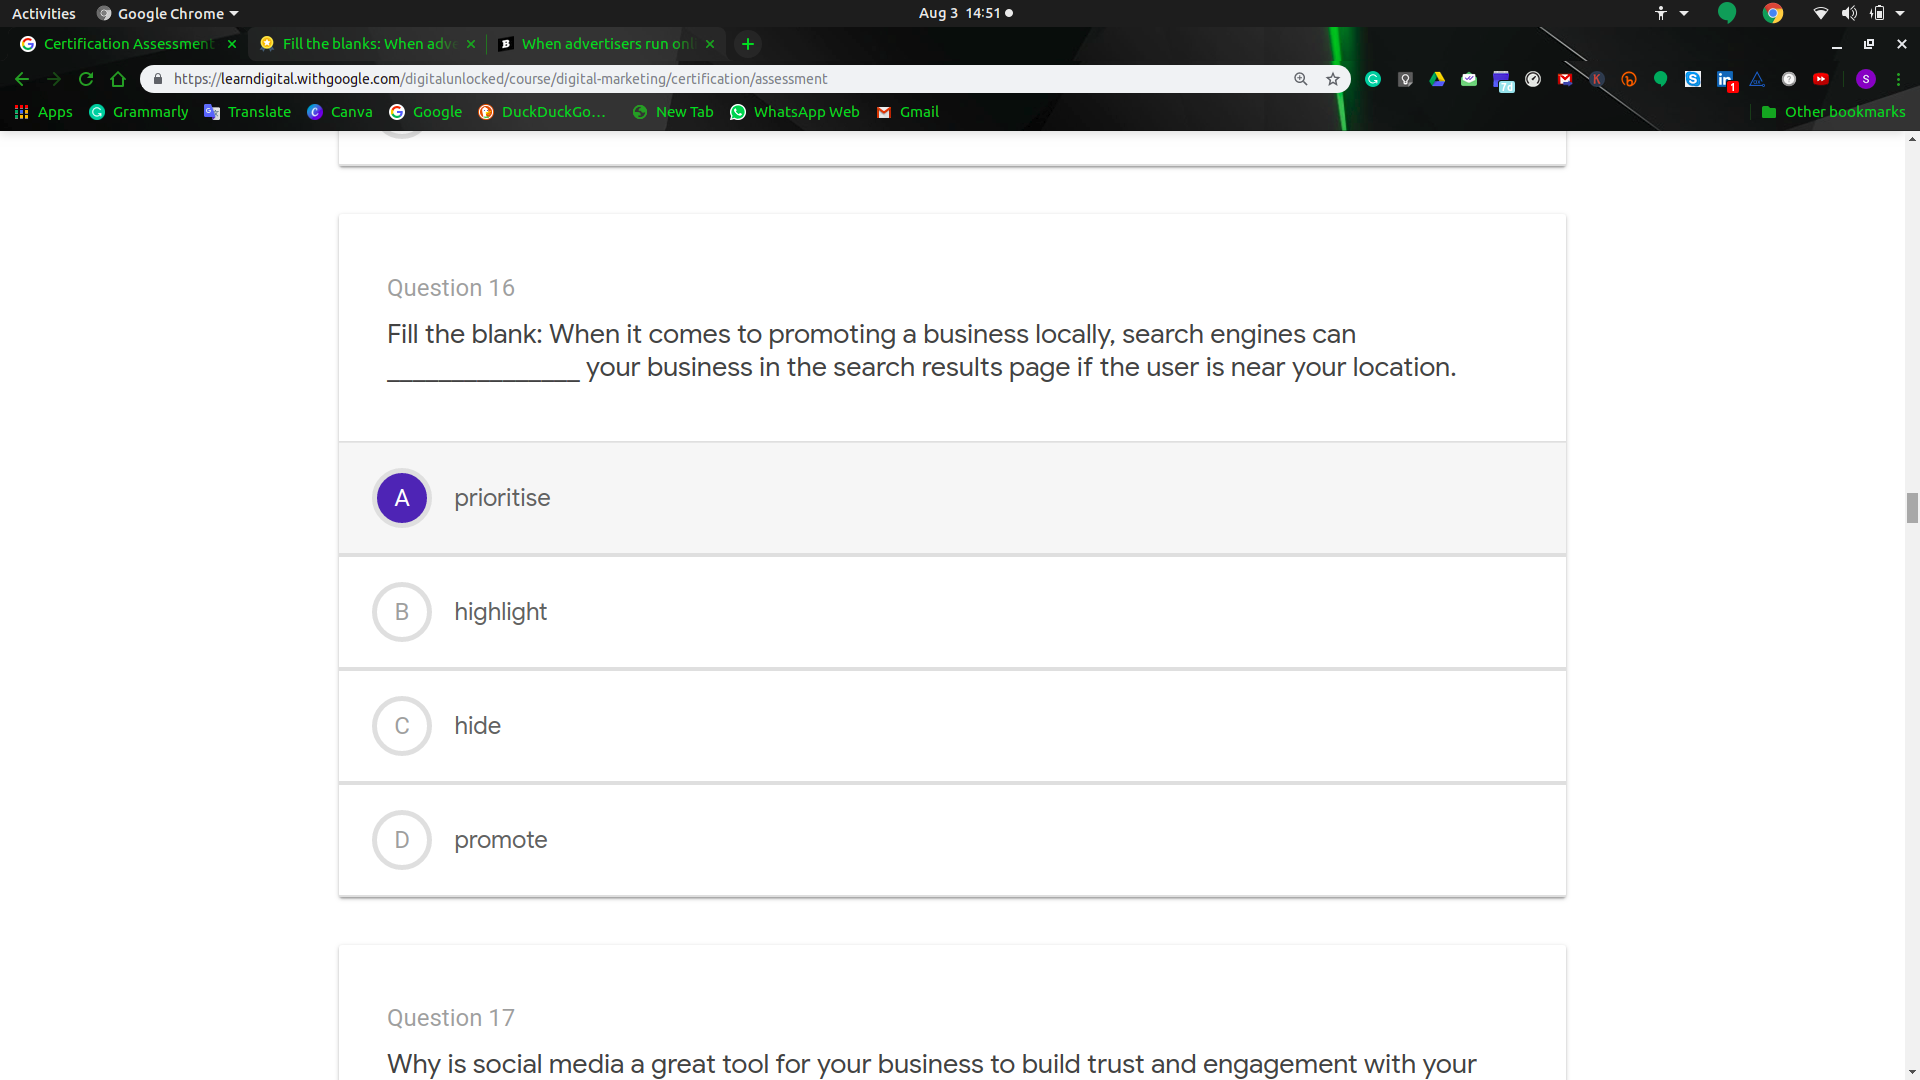 Activities Google Chrome Aug 3 14:51
Certification Assessment Fill the blanks: When adve When advertisers run onl
https://learndigital.withgoogle.com/digitalunlocked/course/digital-marketing/certification/assessment 7d 1 S
Apps Grammarly Translate Canva Google DuckDuckGo... New Tab WhatsApp Web Gmail Other bookmarks
Question 16
Fill the blank: When it comes to promoting a business locally, search engines can
_______________ your business in the search results page if the user is near your location.
A prioritise
B highlight
C hide
D promote
Question 17
Why is social media a great tool for your business to build trust and engagement with your